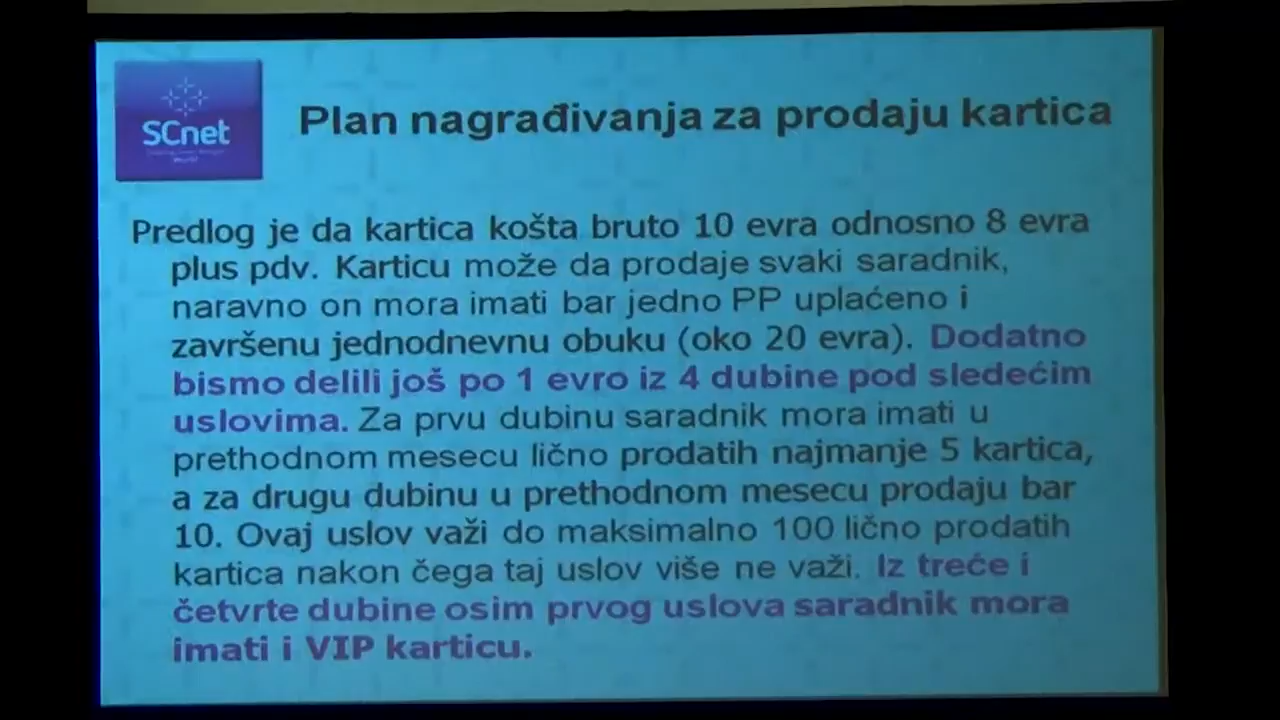 SCnet
Plan nagrađivanja za prodaju kartica
Predlog je da kartica košta bruto 10 evra odnosno 8 evra
plus pdv. Karticu može da prodaje svaki saradnik,
naravno on mora imati bar jedno PP uplaćeno i
završenu jednodnevnu obuku (oko 20 evra). Dodatno
bismo delili još po 1 evro iz 4 dubine pod sledećim
uslovima. Za prvu dubinu saradnik mora imati u
prethodnom mesecu lično prodatih najmanje 5 kartica,
a za drugu dubinu u prethodnom mesecu prodaju bar
10. Ovaj uslov važi do maksimalno 100 lično prodatih
kartica nakon čega taj uslov više ne važi. Iz treće i
četvrte dubine osim prvog uslova saradnik mora
imati i VIP karticu.